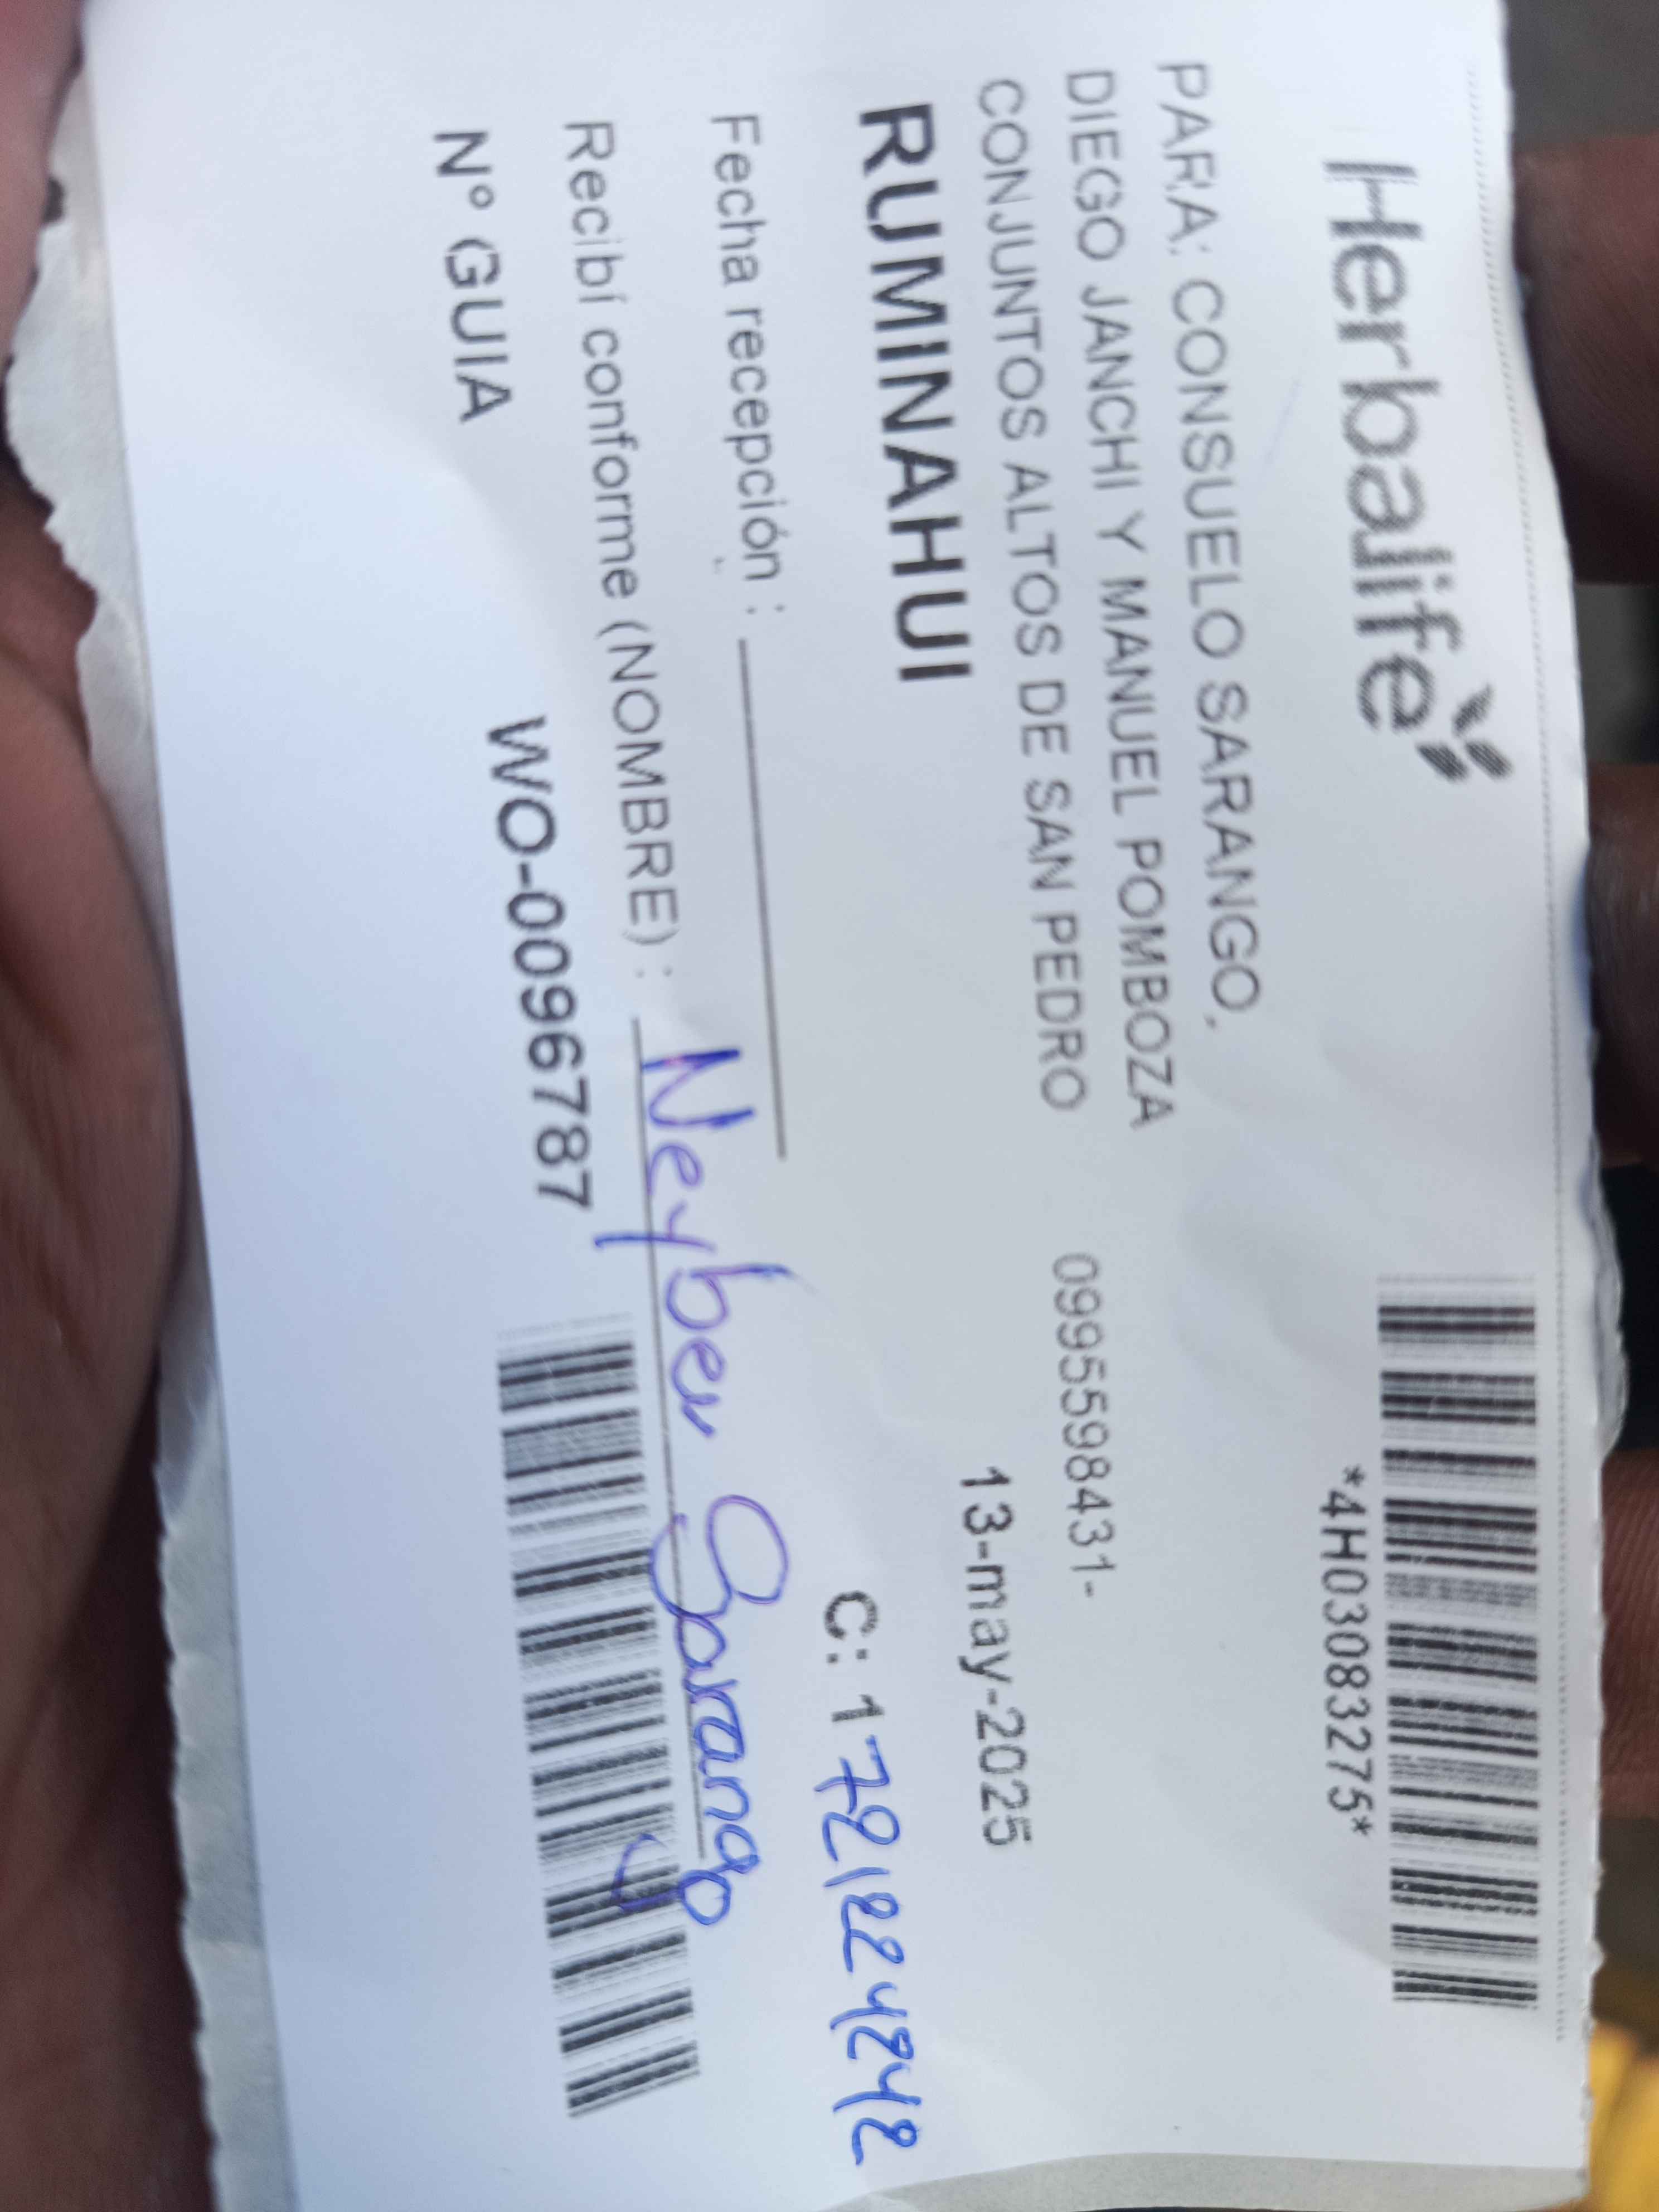 Herbalife
*4H03083275*
PARA: CONSUELO SARANGO,
DIEGO JANCHI Y MANUEL POMBOZA
CONJUNTOS ALTOS DE SAN PEDRO
0995598431-
13-may-2025
RUMINAHUI
C: 1721224242
Fecha recepción :
Recibí conforme (NOMBRE) : Neyber Sarango
N° GUIA WO-0096787